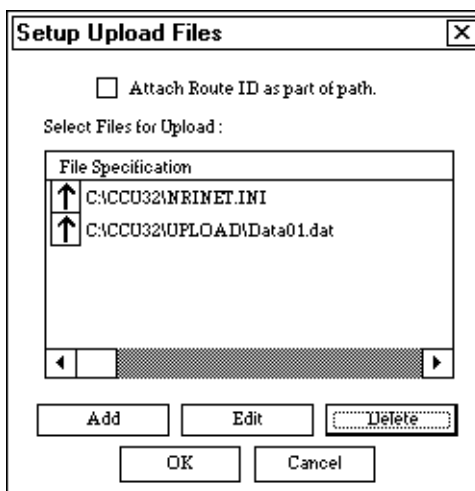 Setup Upload Files
Attach Route ID as part of path.
Select Files for Upload :
File Specification
C:\CCU32\NRINET.INI
C:\CCU32\UPLOAD\Data01.dat
Add Edit Delete
OK Cancel